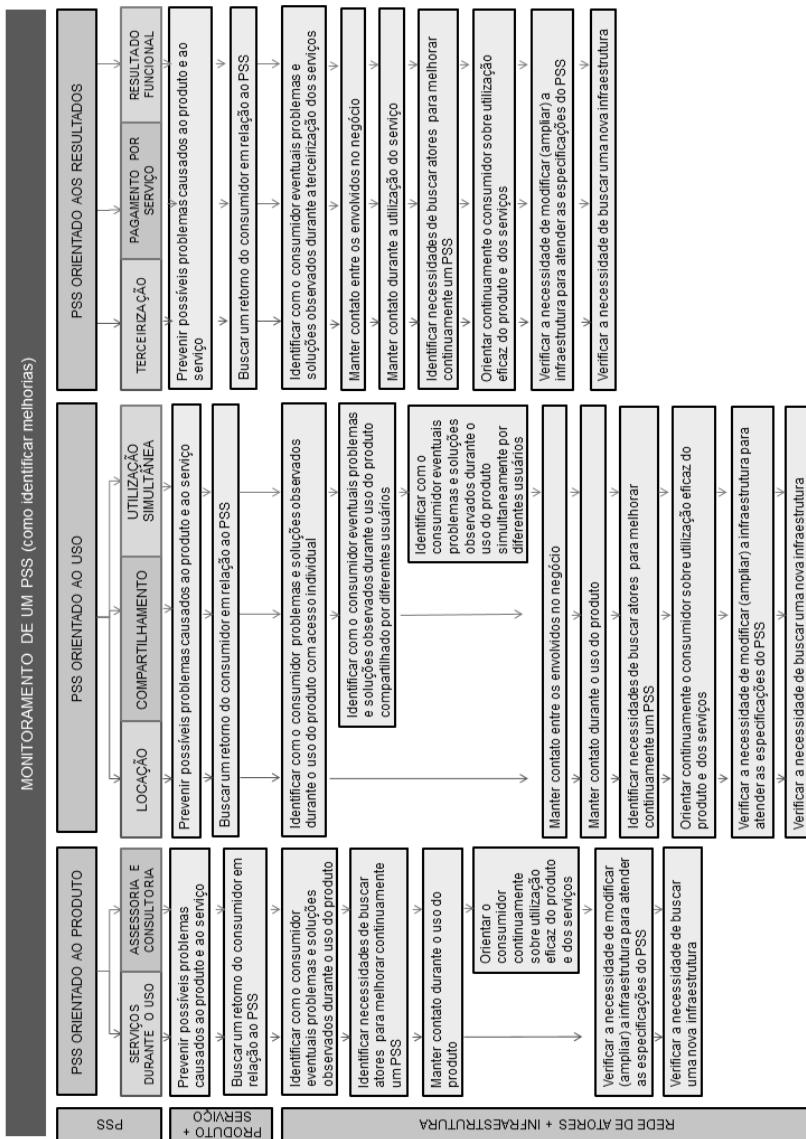 MONITORAMENTO DE UM PSS (como identificar melhorias)
PSS
PRODUTO +
SERVIÇO
REDE DE ATORES + INFRAESTRUTURA
PSS ORIENTADO AO PRODUTO
SERVIÇOS
DURANTE O USO
ASSESSORIA E
CONSULTORIA
Prevenir possíveis problemas
causados ao produto e ao serviço
Buscar um retorno do consumidor em
relação ao PSS
Identificar com o consumidor
eventuais problemas e soluções
observados durante o uso do produto
Identificar necessidades de buscar
atores para melhorar continuamente
um PSS
Manter contato durante o uso do
produto
Orientar o
consumidor
continuamente
sobre utilização
eficaz do produto
e dos serviços
Verificar a necessidade de modificar
(ampliar) a infraestrutura para atender
as especificações do PSS
Verificar a necessidade de buscar
uma nova infraestrutura
PSS ORIENTADO AO USO
LOCAÇÃO
COMPARTILHAMENTO
UTILIZAÇÃO
SIMULTÂNEA
Prevenir possíveis problemas causados ao produto e ao serviço
Buscar um retorno do consumidor em relação ao PSS
Identificar com o consumidor problemas e soluções observados
durante o uso do produto com acesso individual
Identificar com o consumidor eventuais problemas
e soluções observados durante o uso do produto
compartilhado por diferentes usuários
Identificar com o
consumidor eventuais
problemas e soluções
observados durante o
uso do produto
simultaneamente por
diferentes usuários
Manter contato entre os envolvidos no negócio
Manter contato durante o uso do produto
Identificar necessidades de buscar atores para melhorar
continuamente um PSS
Orientar continuamente o consumidor sobre utilização eficaz do
produto e dos serviços
Verificar a necessidade de modificar (ampliar) a infraestrutura para
atender as especificações do PSS
Verificar a necessidade de buscar uma nova infraestrutura
PSS ORIENTADO AOS RESULTADOS
TERCEIRIZAÇÃO
PAGAMENTO POR
SERVIÇO
RESULTADO
FUNCIONAL
Prevenir possíveis problemas causados ao produto e ao
serviço
Buscar um retorno do consumidor em relação ao PSS
Identificar com o consumidor eventuais problemas e
soluções observados durante a terceirização dos serviços
Manter contato entre os envolvidos no negócio
Manter contato durante a utilização do serviço
Identificar necessidades de buscar atores para melhorar
continuamente um PSS
Orientar continuamente o consumidor sobre utilização
eficaz do produto e dos serviços
Verificar a necessidade de modificar (ampliar) a
infraestrutura para atender as especificações do PSS
Verificar a necessidade de buscar uma nova infraestrutura